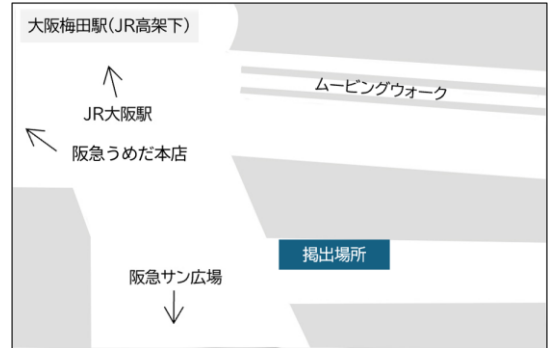 大阪梅田駅(JR高架下)
ムービングウォーク
JR大阪駅
阪急うめだ本店
掲出場所
阪急サン広場